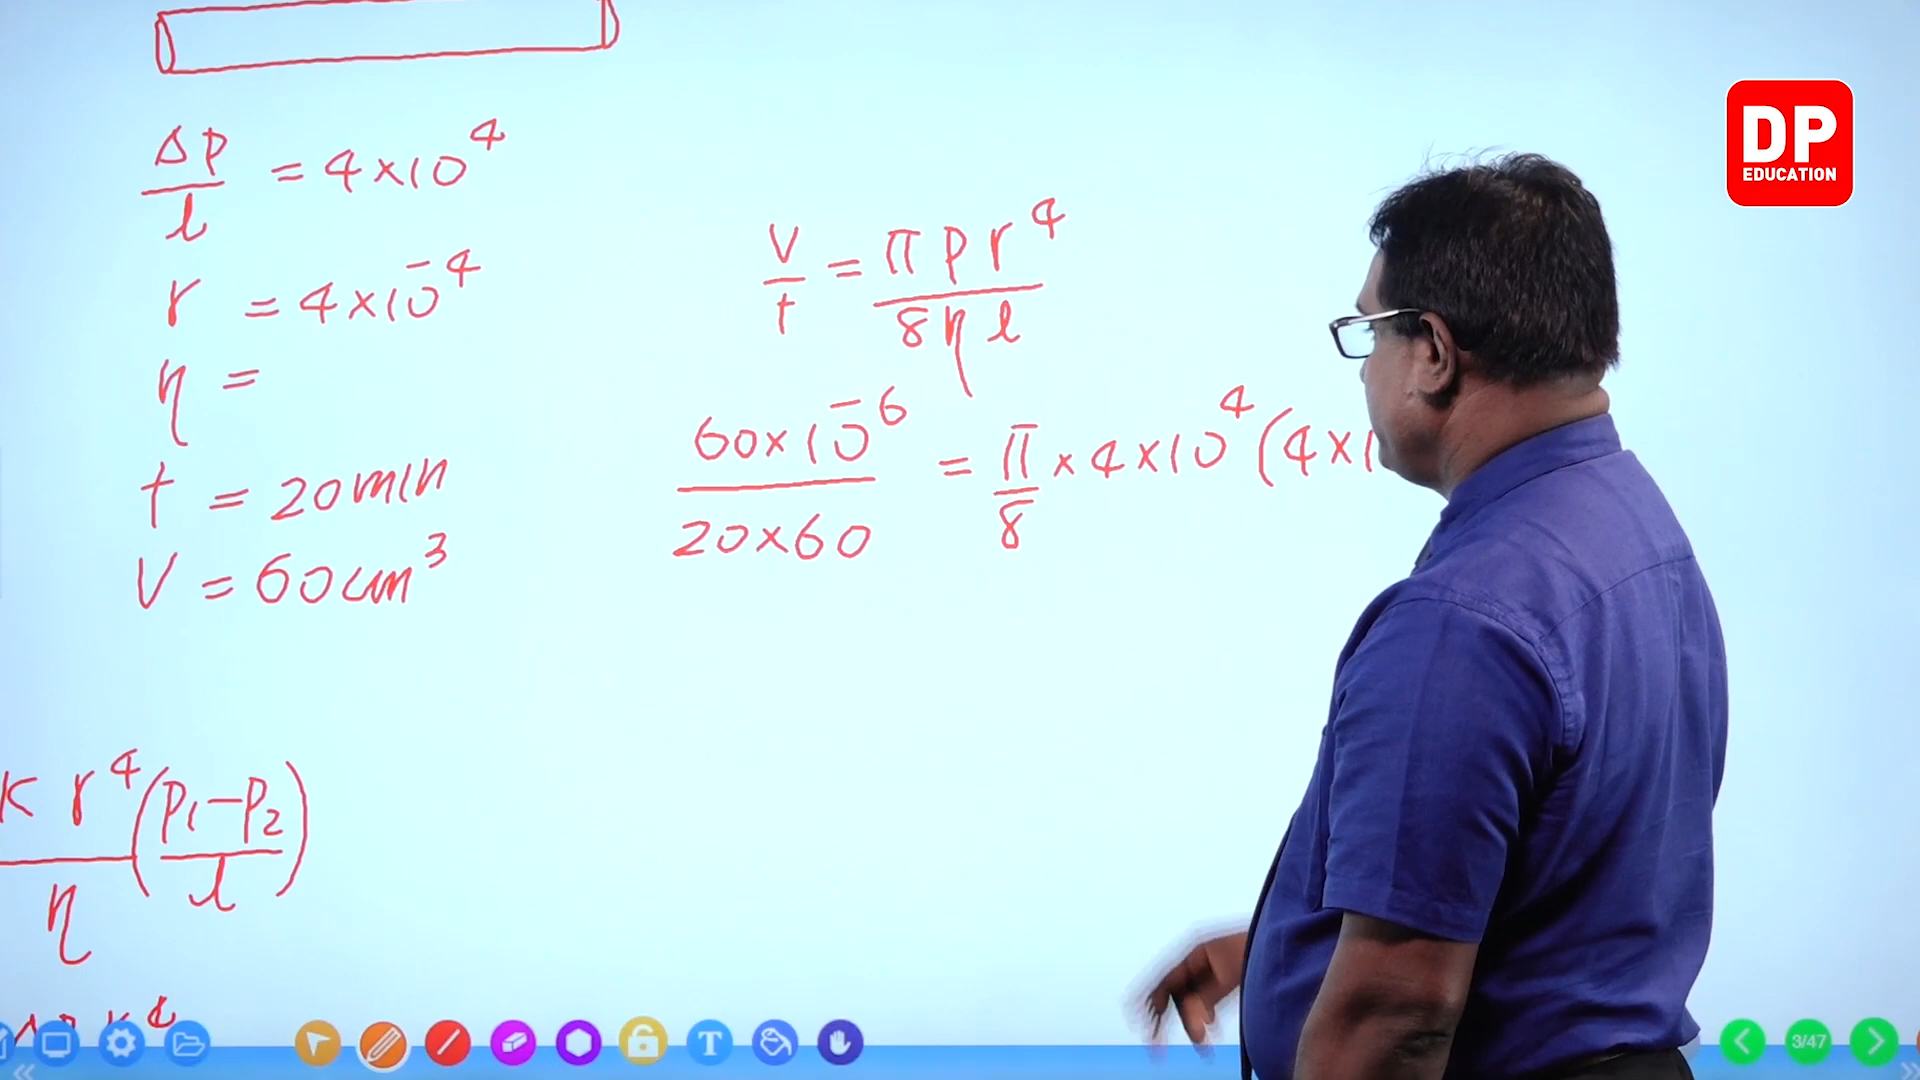 Δp/l = 4×10⁴
r = 4×10⁻⁴
η =
t = 20min
V = 60cm³
V/t = πpr⁴/8ηl
60×10⁻⁶/20×60 = π/8 × 4×10⁴(4×1
K r⁴/η (p₁−p₂/l)
DP
EDUCATION
T
3/47